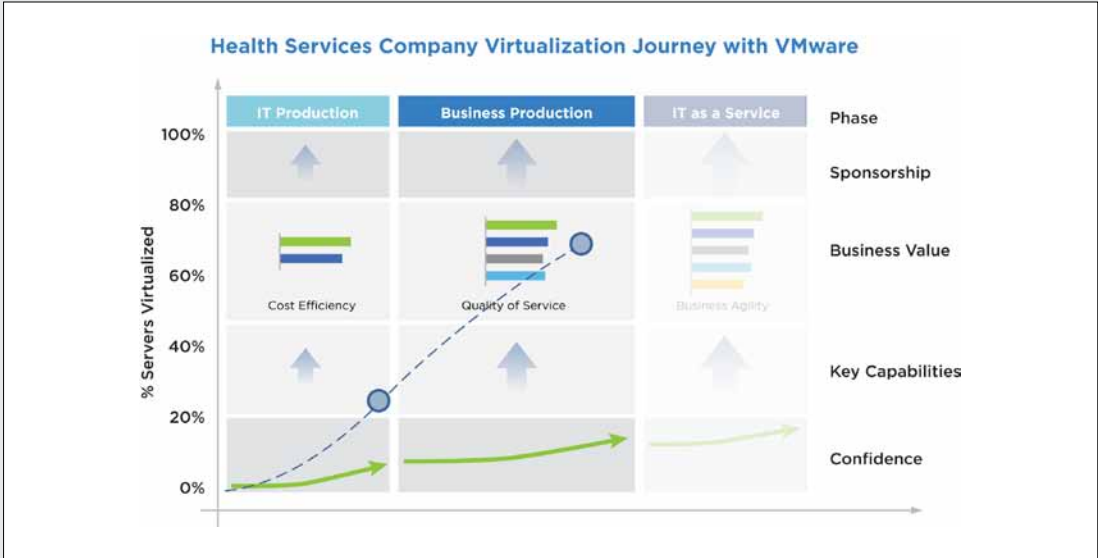 Health Services Company Virtualization Journey with VMware
IT Production
Business Production
IT as a Service
Phase
100%
Sponsorship
80%
Business Value
60%
Cost Efficiency
Quality of Service
Business Agility
% Servers Virtualized
40%
Key Capabilities
20%
Confidence
0%